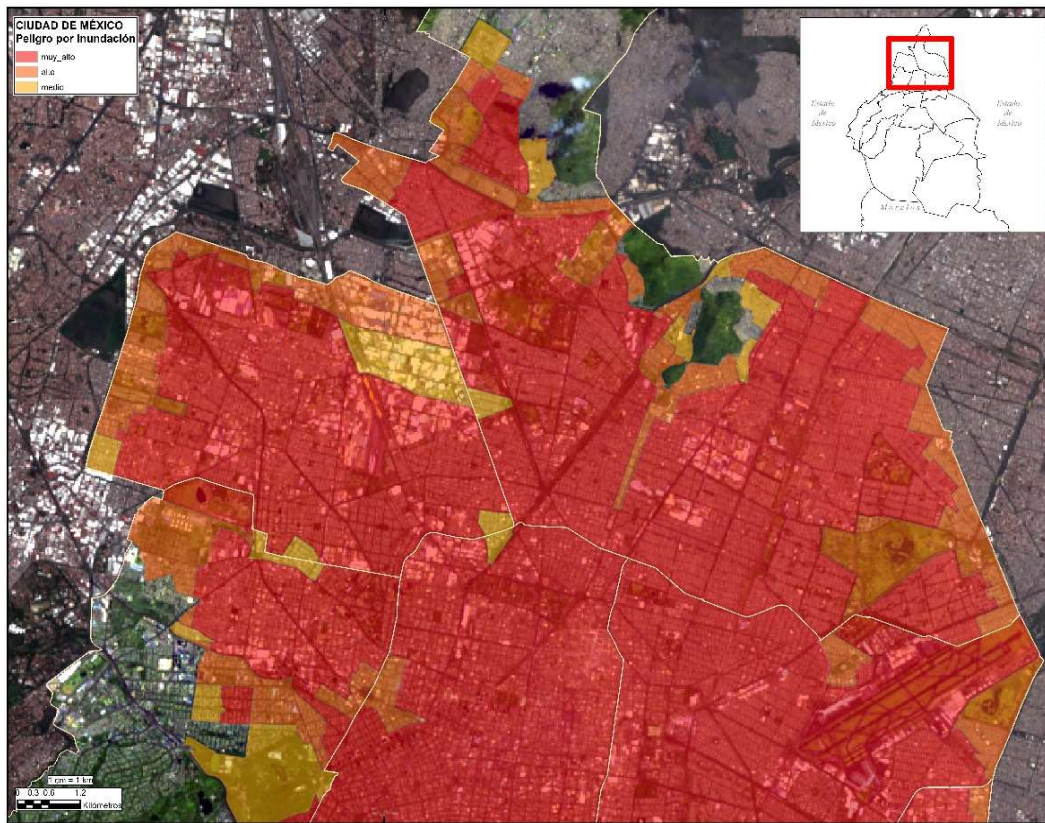 CIUDAD DE MÉXICO
Peligro por Inundación
muy_alto
alto
medio
Estado
de
México
Estado
de
México
Morelos
1 cm = 1 km
0 0.3 0.6 1.2
Kilómetros